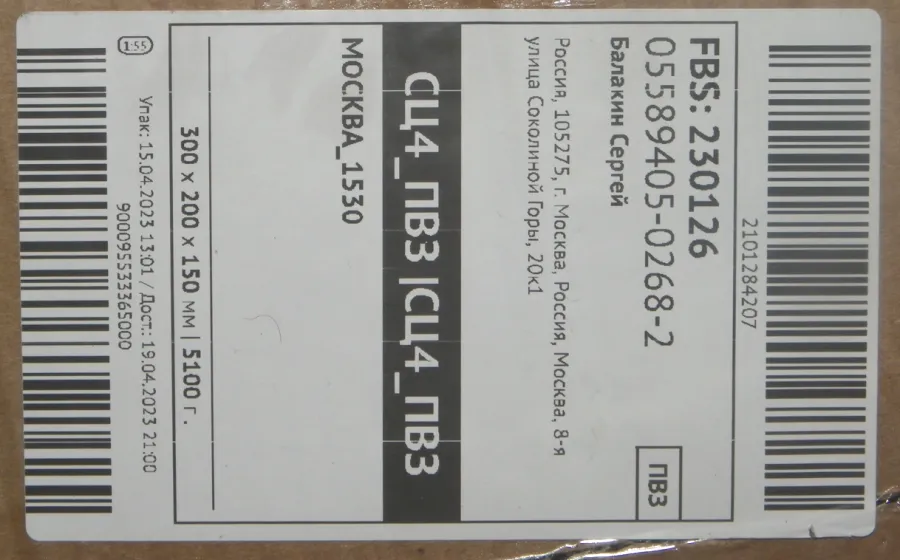 2101284207
FBS: 230126
05589405-0268-2
Балакин Сергей
ПВЗ
Россия, 105275, г. Москва, Россия, Москва, 8-я
улица Соколиной Горы, 20к1
СЦ4_ПВЗ |СЦ4_ПВЗ
МОСКВА_1530
300 x 200 x 150 мм | 5100 г.
1:55
Упак: 15.04.2023 13:01 / Дост.: 19.04.2023 21:00
9000955333365000